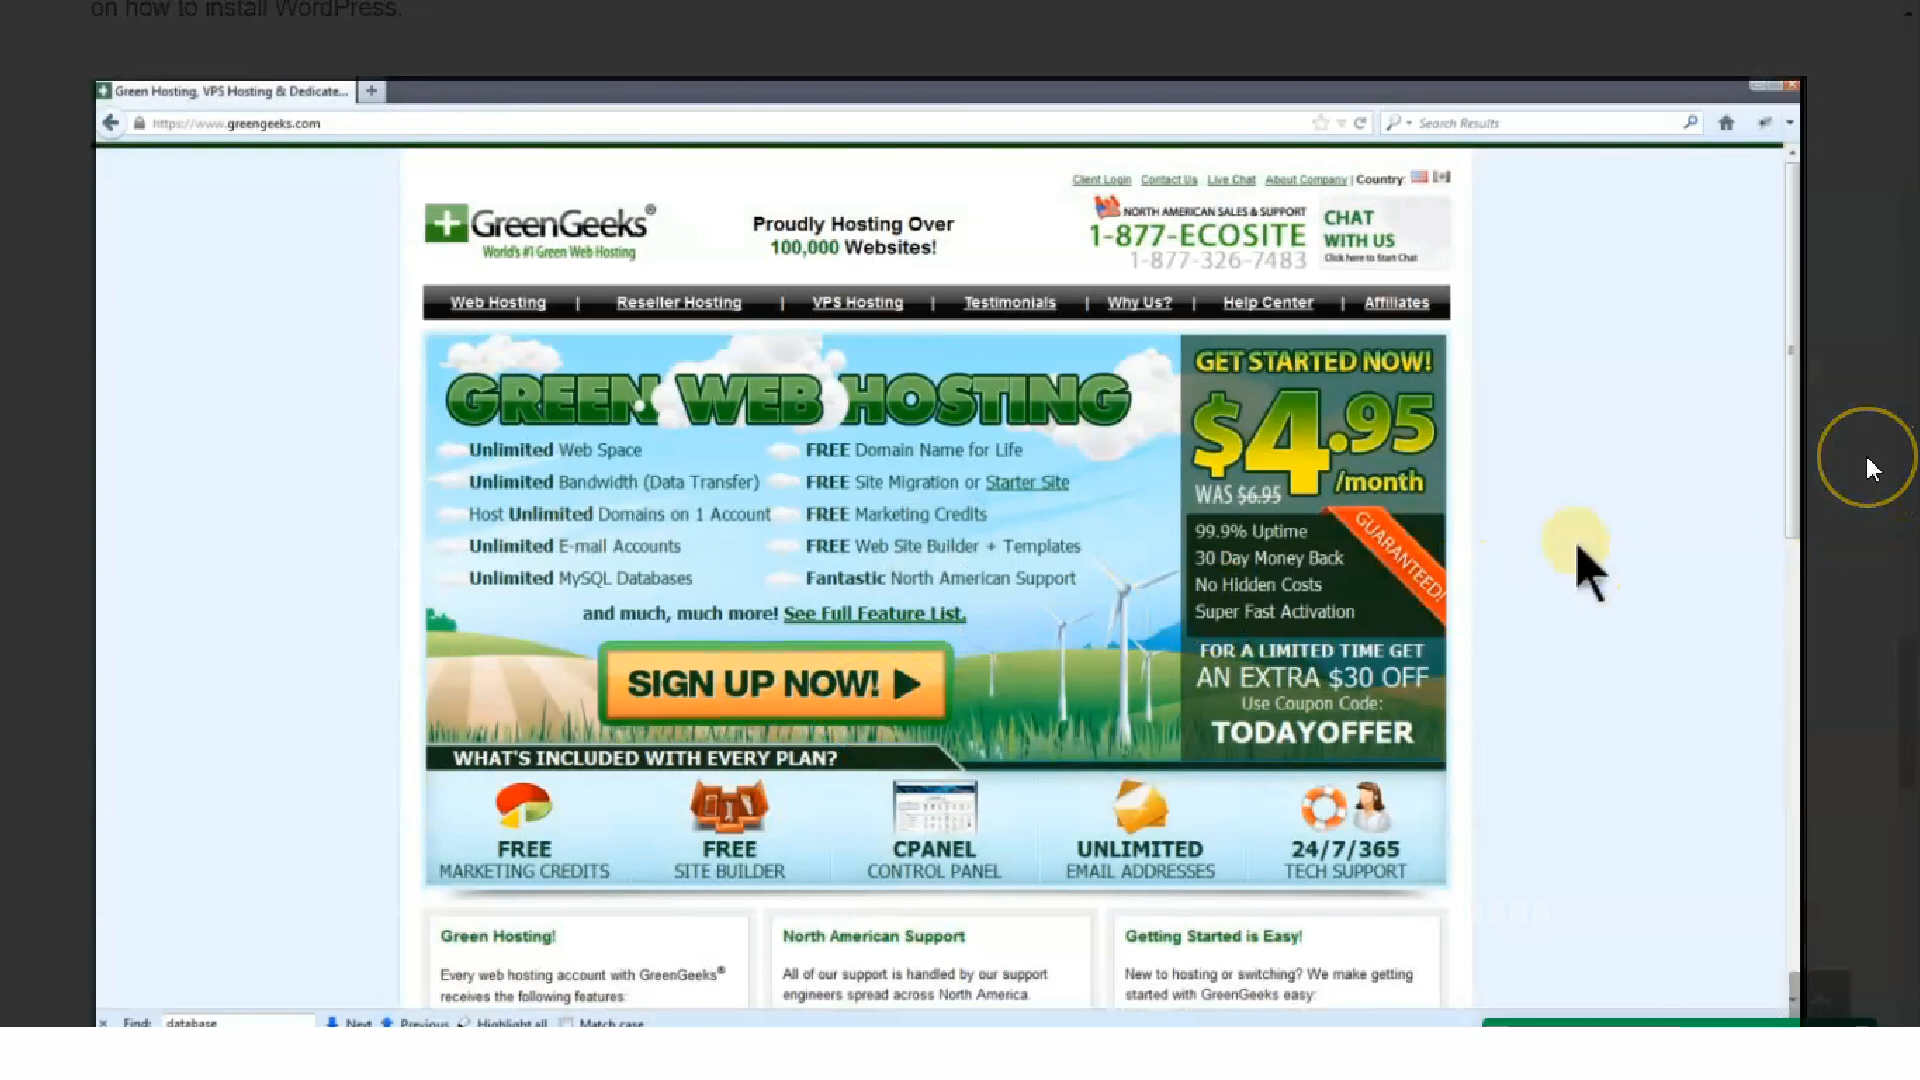 on how to install WordPress.
Green Hosting, VPS Hosting & Dedicate...
https://www.greengeeks.com
Search Results
Client Login Contact Us Live Chat About Company | Country:
GreenGeeks®
World's #1 Green Web Hosting
Proudly Hosting Over
100,000 Websites!
NORTH AMERICAN SALES & SUPPORT
1-877-ECOSITE
1-877-326-7483
CHAT
WITH US
Click here to Start Chat
Web Hosting | Reseller Hosting | VPS Hosting | Testimonials | Why Us? | Help Center | Affiliates
GREEN WEB HOSTING
Unlimited Web Space
Unlimited Bandwidth (Data Transfer)
Host Unlimited Domains on 1 Account
Unlimited E-mail Accounts
Unlimited MySQL Databases
FREE Domain Name for Life
FREE Site Migration or Starter Site
FREE Marketing Credits
FREE Web Site Builder + Templates
Fantastic North American Support
and much, much more! See Full Feature List.
SIGN UP NOW!
GET STARTED NOW!
$4.95
/month
WAS $6.95
99.9% Uptime
30 Day Money Back
No Hidden Costs
Super Fast Activation
GUARANTEED!
FOR A LIMITED TIME GET
AN EXTRA $30 OFF
Use Coupon Code:
TODAYOFFER
WHAT'S INCLUDED WITH EVERY PLAN?
FREE
MARKETING CREDITS
FREE
SITE BUILDER
CPANEL
CONTROL PANEL
UNLIMITED
EMAIL ADDRESSES
24/7/365
TECH SUPPORT
Green Hosting!
Every web hosting account with GreenGeeks®
receives the following features:
North American Support
All of our support is handled by our support
engineers spread across North America.
Getting Started is Easy!
New to hosting or switching? We make getting
started with GreenGeeks easy:
Find: database Next Previous Highlight all Match case